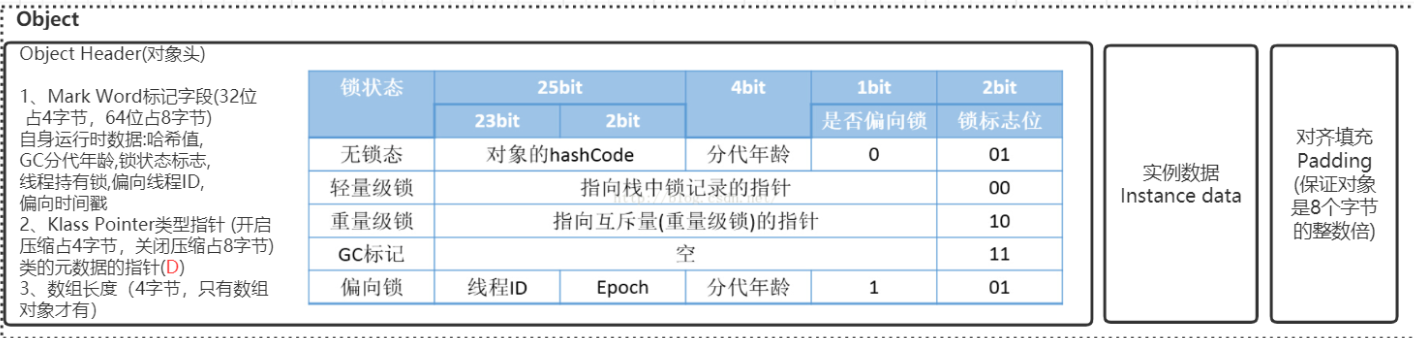 Object
Object Header(对象头)
1、Mark Word标记字段(32位
占4字节，64位占8字节)
自身运行时数据:哈希值,
GC分代年龄,锁状态标志,
线程持有锁,偏向线程ID,
偏向时间戳
2、Klass Pointer类型指针 (开启
压缩占4字节，关闭压缩占8字节)
类的元数据的指针(D)
3、数组长度（4字节，只有数组
对象才有）
锁状态 25bit 4bit 1bit 2bit
23bit 2bit 是否偏向锁 锁标志位
无锁态 对象的hashCode 分代年龄 0 01
轻量级锁 指向栈中锁记录的指针 00
http://blog.csdn.net/
重量级锁 指向互斥量(重量级锁)的指针 10
GC标记 空 11
偏向锁 线程ID Epoch 分代年龄 1 01
实例数据
Instance data
对齐填充
Padding
(保证对象
是8个字节
的整数倍)